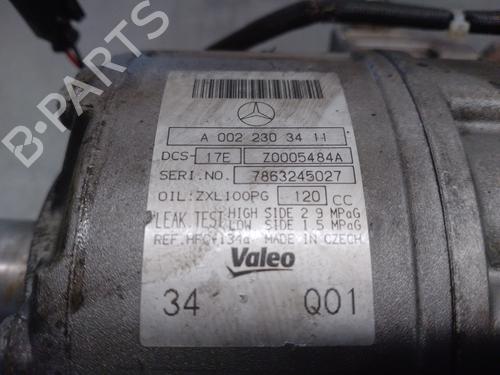 B-PARTS
A 002 230 34 11
DCS- 17E Z0005484A
SERI.NO. 7863245027
OIL:ZXL100PG 120 CC
LEAK TEST HIGH SIDE 2.9 MPaG
LOW SIDE 1.5 MPaG
REF.HFC-134a MADE IN CZECH
Valeo
34 Q01